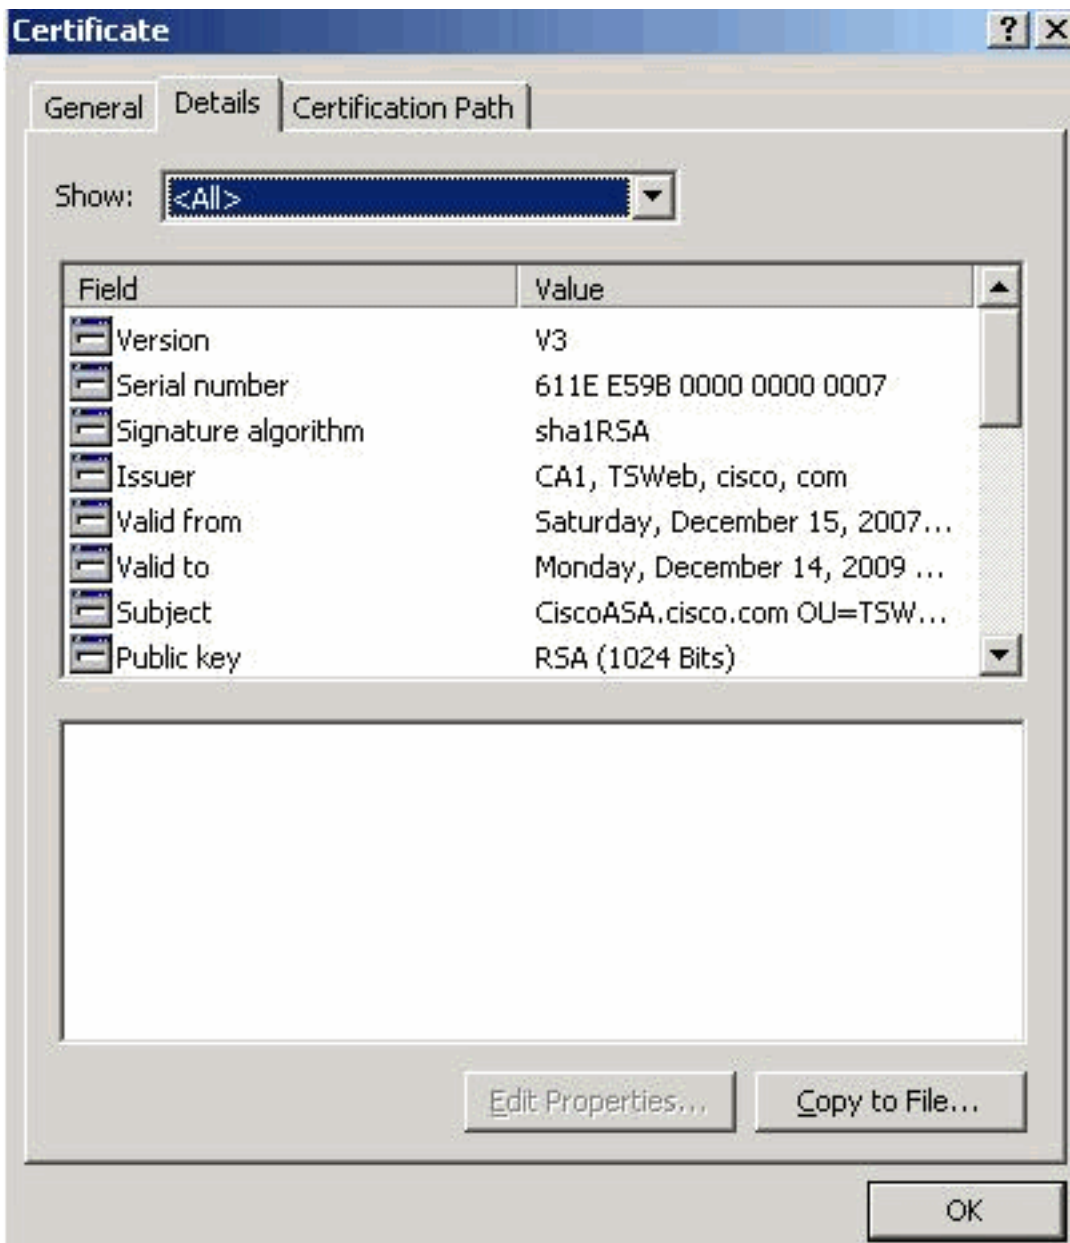 Certificate
General Details Certification Path
Show: <All>
Field Value
Version V3
Serial number 611E E59B 0000 0000 0007
Signature algorithm sha1RSA
Issuer CA1, TSWeb, cisco, com
Valid from Saturday, December 15, 2007...
Valid to Monday, December 14, 2009 ...
Subject CiscoASA.cisco.com OU=TSW...
Public key RSA (1024 Bits)
Edit Properties... Copy to File...
OK